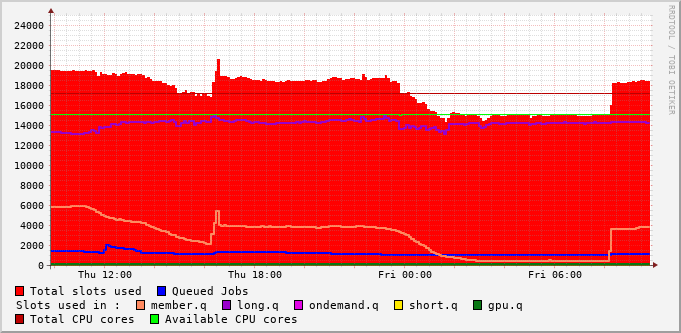 RRDTOOL / TOBI OETIKER
24000
22000
20000
18000
16000
14000
12000
10000
8000
6000
4000
2000
0
Thu 12:00 Thu 18:00 Fri 00:00 Fri 06:00
Total slots used Queued Jobs
Slots used in : member.q long.q ondemand.q short.q gpu.q
Total CPU cores Available CPU cores